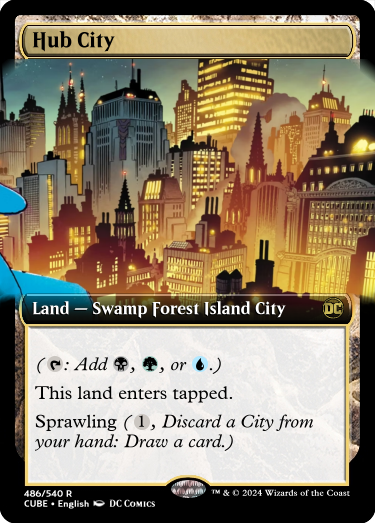 Hub City
Land — Swamp Forest Island City
DC
(: Add , , or .)
This land enters tapped.
Sprawling (1, Discard a City from
your hand: Draw a card.)
486/540 R
CUBE • English DC COMICS
™ & © 2024 Wizards of the Coast